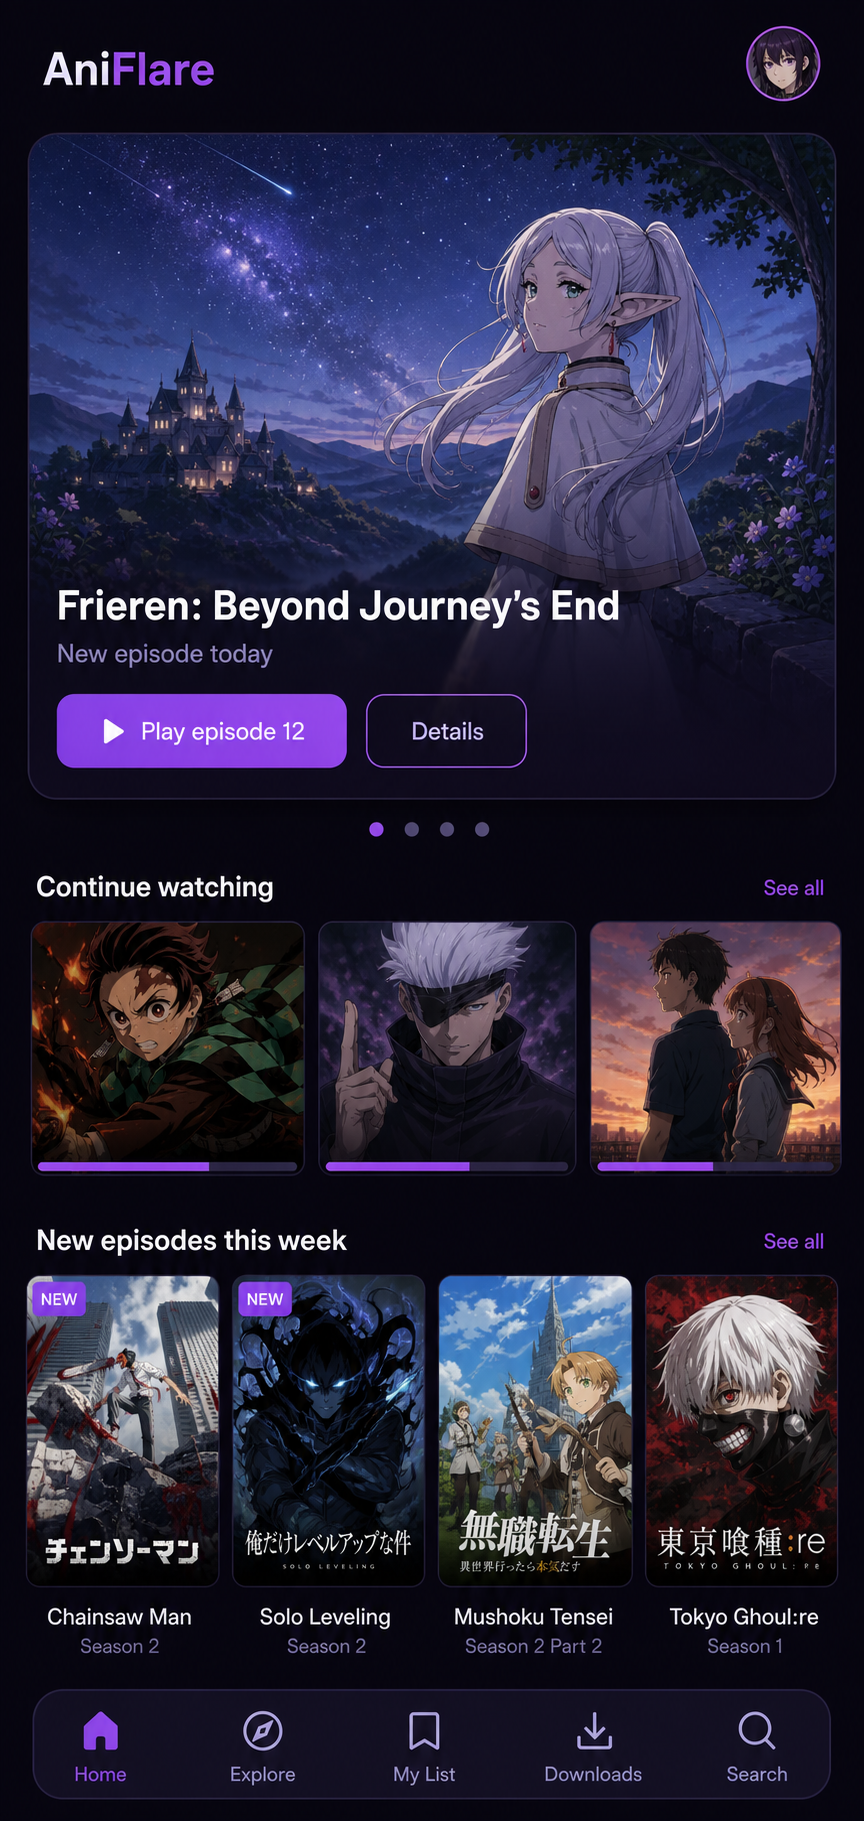 AniFlare
Frieren: Beyond Journey's End
New episode today
Play episode 12
Details
Continue watching
See all
New episodes this week
See all
NEW
NEW
チェンソーマン
俺だけレベルアップな件
SOLO LEVELING
無職転生
異世界行ったら本気だす
東京喰種:re
TOKYO GHOUL: Re
Chainsaw Man
Solo Leveling
Mushoku Tensei
Tokyo Ghoul:re
Season 2
Season 2
Season 2 Part 2
Season 1
Home
Explore
My List
Downloads
Search